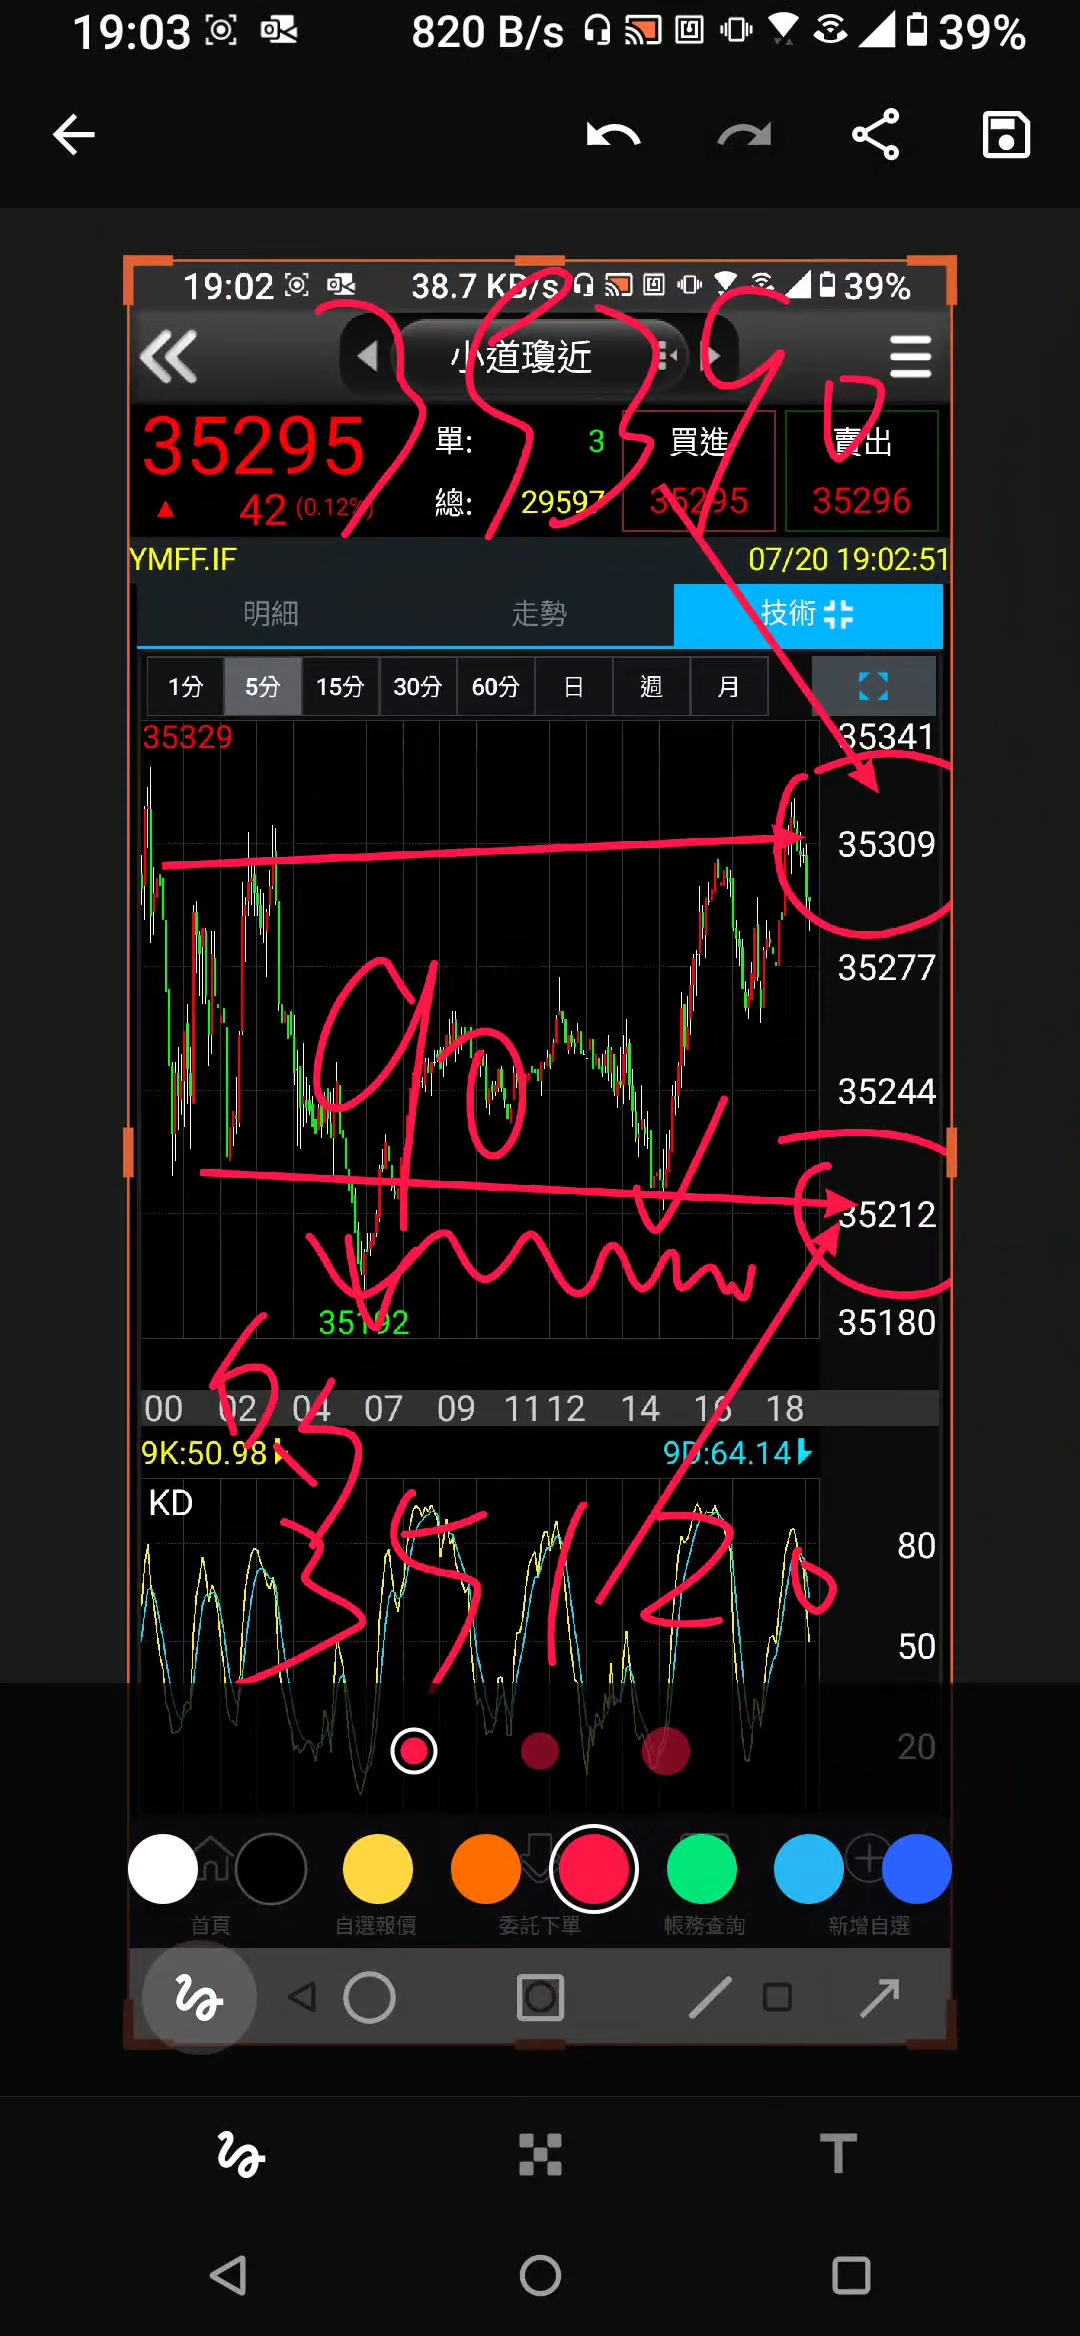 19:03 820 B/s 39%
19:02 38.7 KB/s 39%
小道瓊近
35295 單: 3 買進 賣出
42 (0.12%) 總: 29597 35295 35296
YMFF.IF 07/20 19:02:51
明細 走勢 技術
1分 5分 15分 30分 60分 日 週 月
35329 35341
35309
35277
90
35244
35212
35192 35180
00 02 04 07 09 11 12 14 16 18
9K:50.98 9D:64.14
KD
35120
80
50
20
首頁 自選報價 委託下單 帳務查詢 新增自選
T